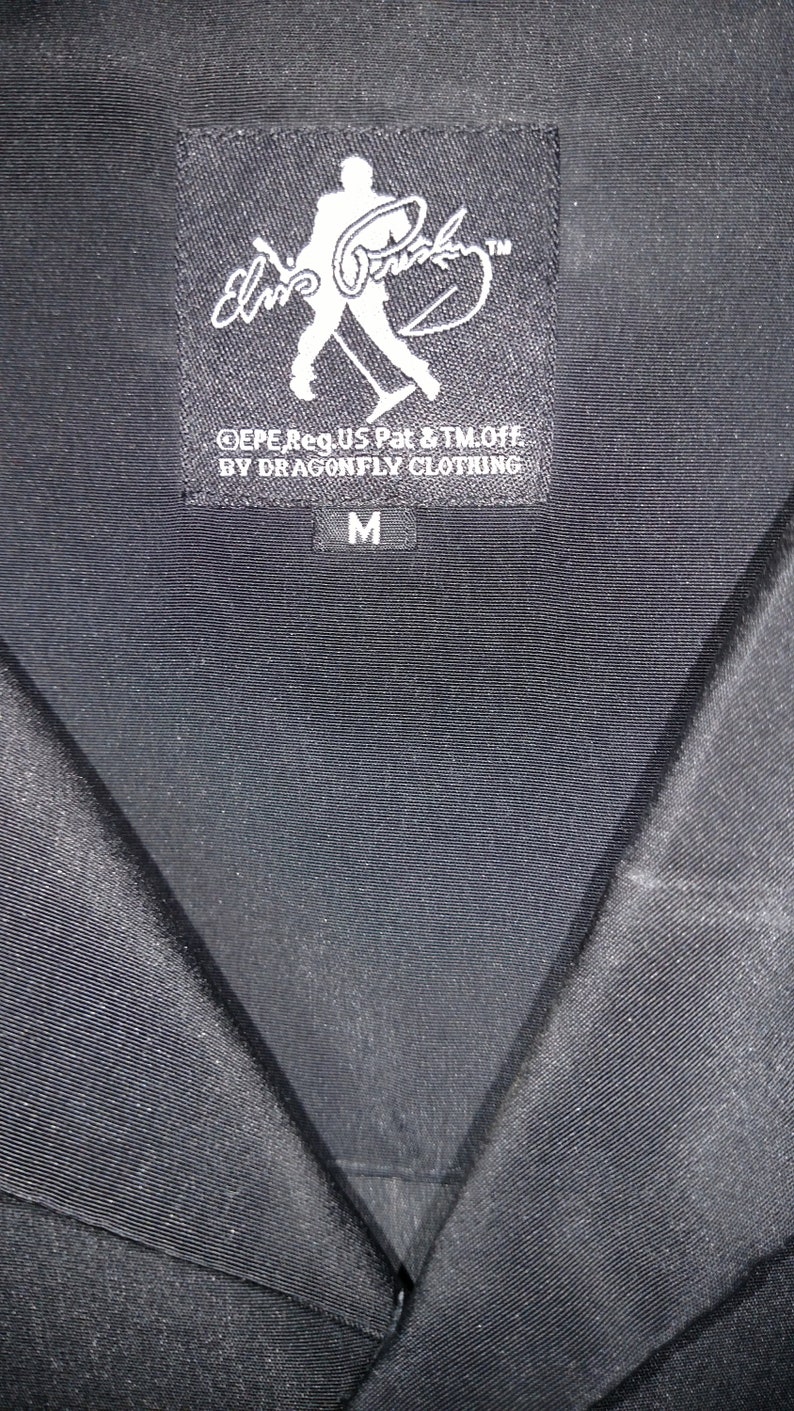 Elvis Presley™
©EPE,Reg.US Pat & TM.Off.
BY DRAGONFLY CLOTHING
M